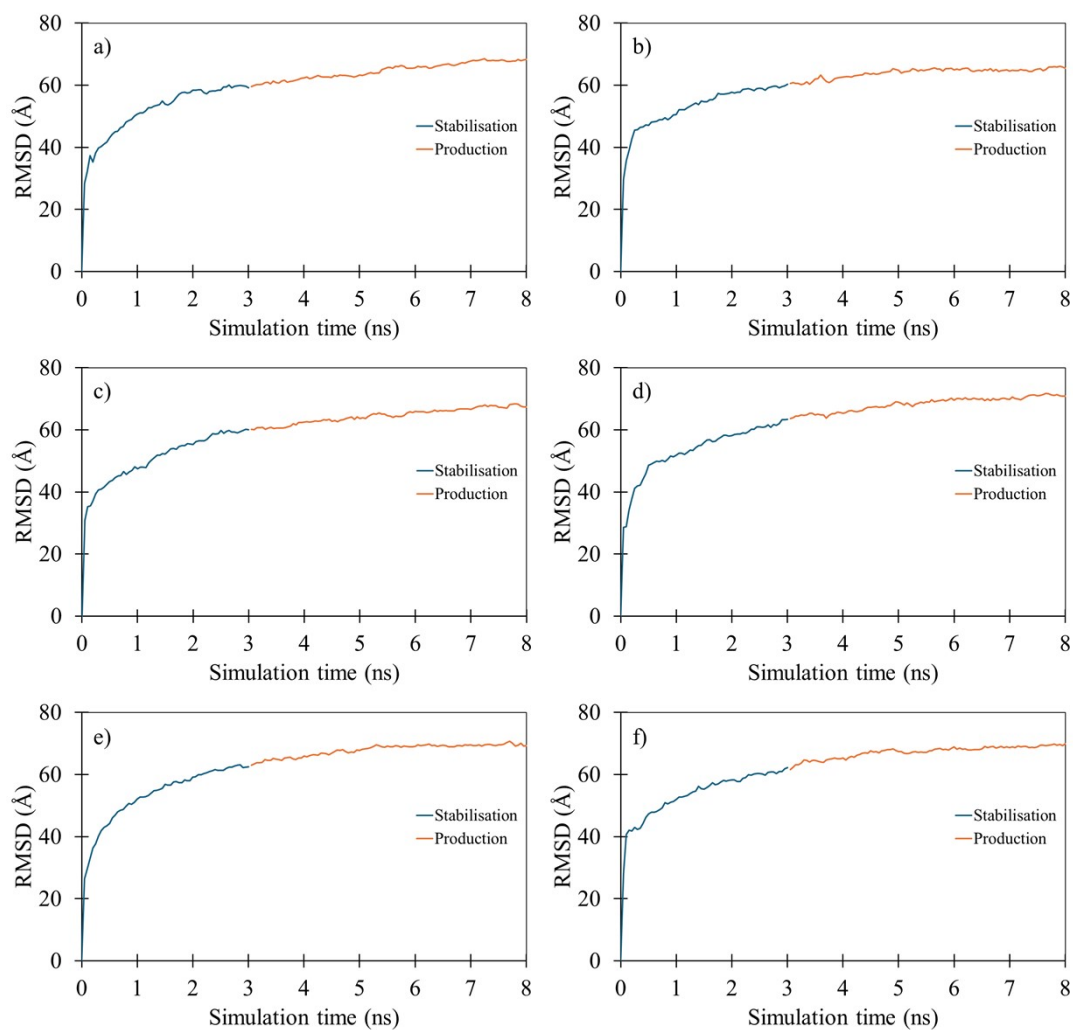 a)
RMSD (Å)
80
60
40
20
0
Stabilisation
Production
0 1 2 3 4 5 6 7 8
Simulation time (ns)
b)
RMSD (Å)
80
60
40
20
0
Stabilisation
Production
0 1 2 3 4 5 6 7 8
Simulation time (ns)
c)
RMSD (Å)
80
60
40
20
0
Stabilisation
Production
0 1 2 3 4 5 6 7 8
Simulation time (ns)
d)
RMSD (Å)
80
60
40
20
0
Stabilisation
Production
0 1 2 3 4 5 6 7 8
Simulation time (ns)
e)
RMSD (Å)
80
60
40
20
0
Stabilisation
Production
0 1 2 3 4 5 6 7 8
Simulation time (ns)
f)
RMSD (Å)
80
60
40
20
0
Stabilisation
Production
0 1 2 3 4 5 6 7 8
Simulation time (ns)